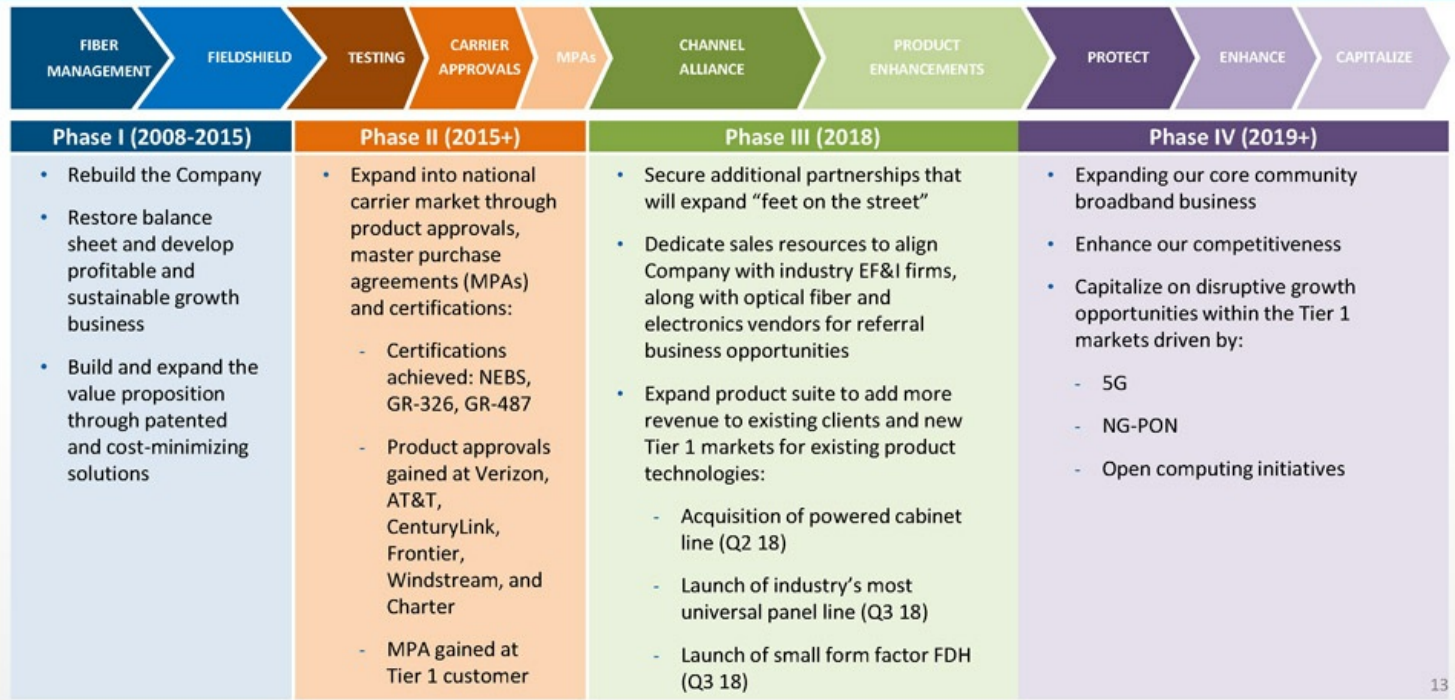 FIBER
MANAGEMENT
FIELDSHIELD
TESTING
CARRIER
APPROVALS
MPAs
CHANNEL
ALLIANCE
PRODUCT
ENHANCEMENTS
PROTECT
ENHANCE
CAPITALIZE
Phase I (2008-2015)
• Rebuild the Company
• Restore balance
sheet and develop
profitable and
sustainable growth
business
• Build and expand the
value proposition
through patented
and cost-minimizing
solutions
Phase II (2015+)
• Expand into national
carrier market through
product approvals,
master purchase
agreements (MPAs)
and certifications:
- Certifications
achieved: NEBS,
GR-326, GR-487
- Product approvals
gained at Verizon,
AT&T,
CenturyLink,
Frontier,
Windstream, and
Charter
- MPA gained at
Tier 1 customer
Phase III (2018)
• Secure additional partnerships that
will expand “feet on the street”
• Dedicate sales resources to align
Company with industry EF&I firms,
along with optical fiber and
electronics vendors for referral
business opportunities
• Expand product suite to add more
revenue to existing clients and new
Tier 1 markets for existing product
technologies:
- Acquisition of powered cabinet
line (Q2 18)
- Launch of industry’s most
universal panel line (Q3 18)
- Launch of small form factor FDH
(Q3 18)
Phase IV (2019+)
• Expanding our core community
broadband business
• Enhance our competitiveness
• Capitalize on disruptive growth
opportunities within the Tier 1
markets driven by:
- 5G
- NG-PON
- Open computing initiatives
13